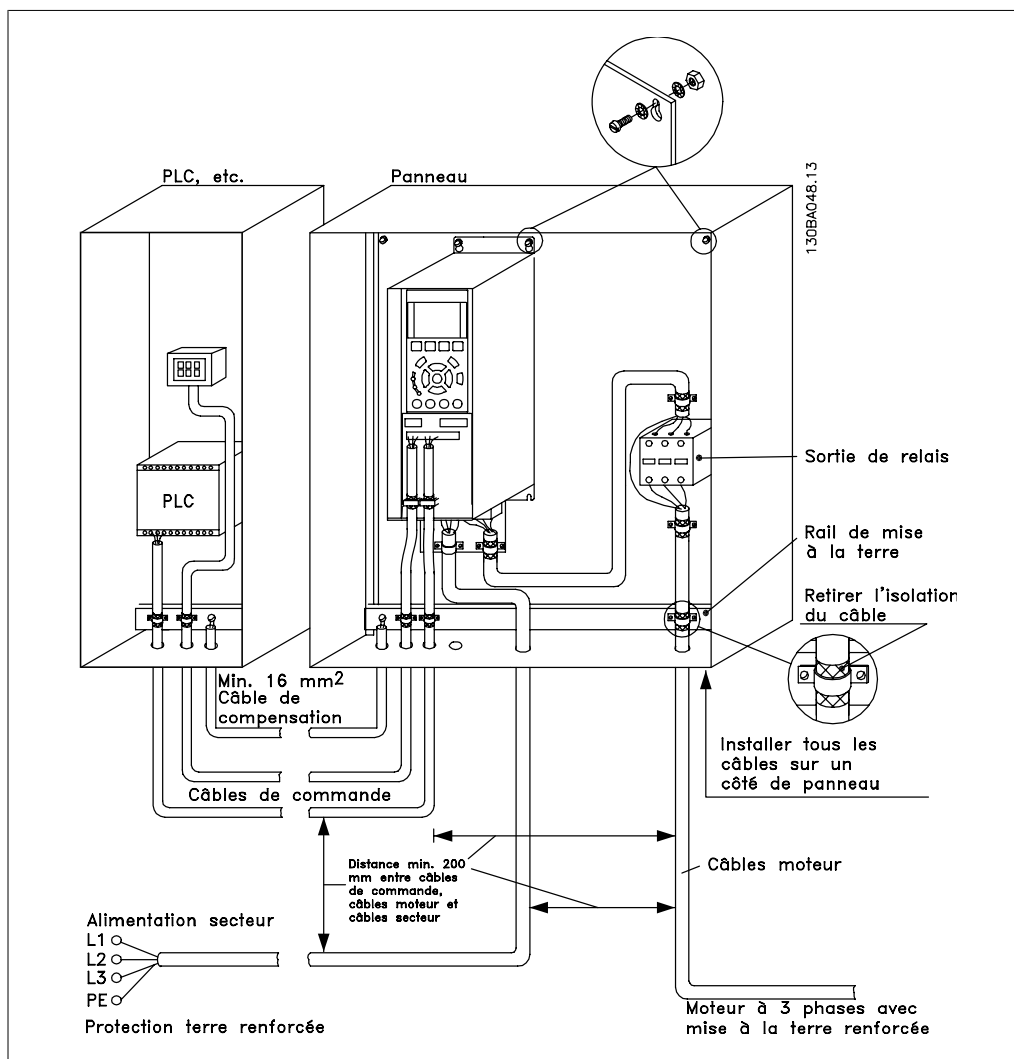 130BA048.13
PLC, etc.
Panneau
PLC
Sortie de relais
Rail de mise
à la terre
Retirer l'isolation
du câble
Min. 16 mm2
Câble de
compensation
Installer tous les
câbles sur un
côté de panneau
Câbles de commande
Distance min. 200
mm entre câbles
de commande,
câbles moteur et
câbles secteur
Câbles moteur
Alimentation secteur
L1
L2
L3
PE
Protection terre renforcée
Moteur à 3 phases avec
mise à la terre renforcée